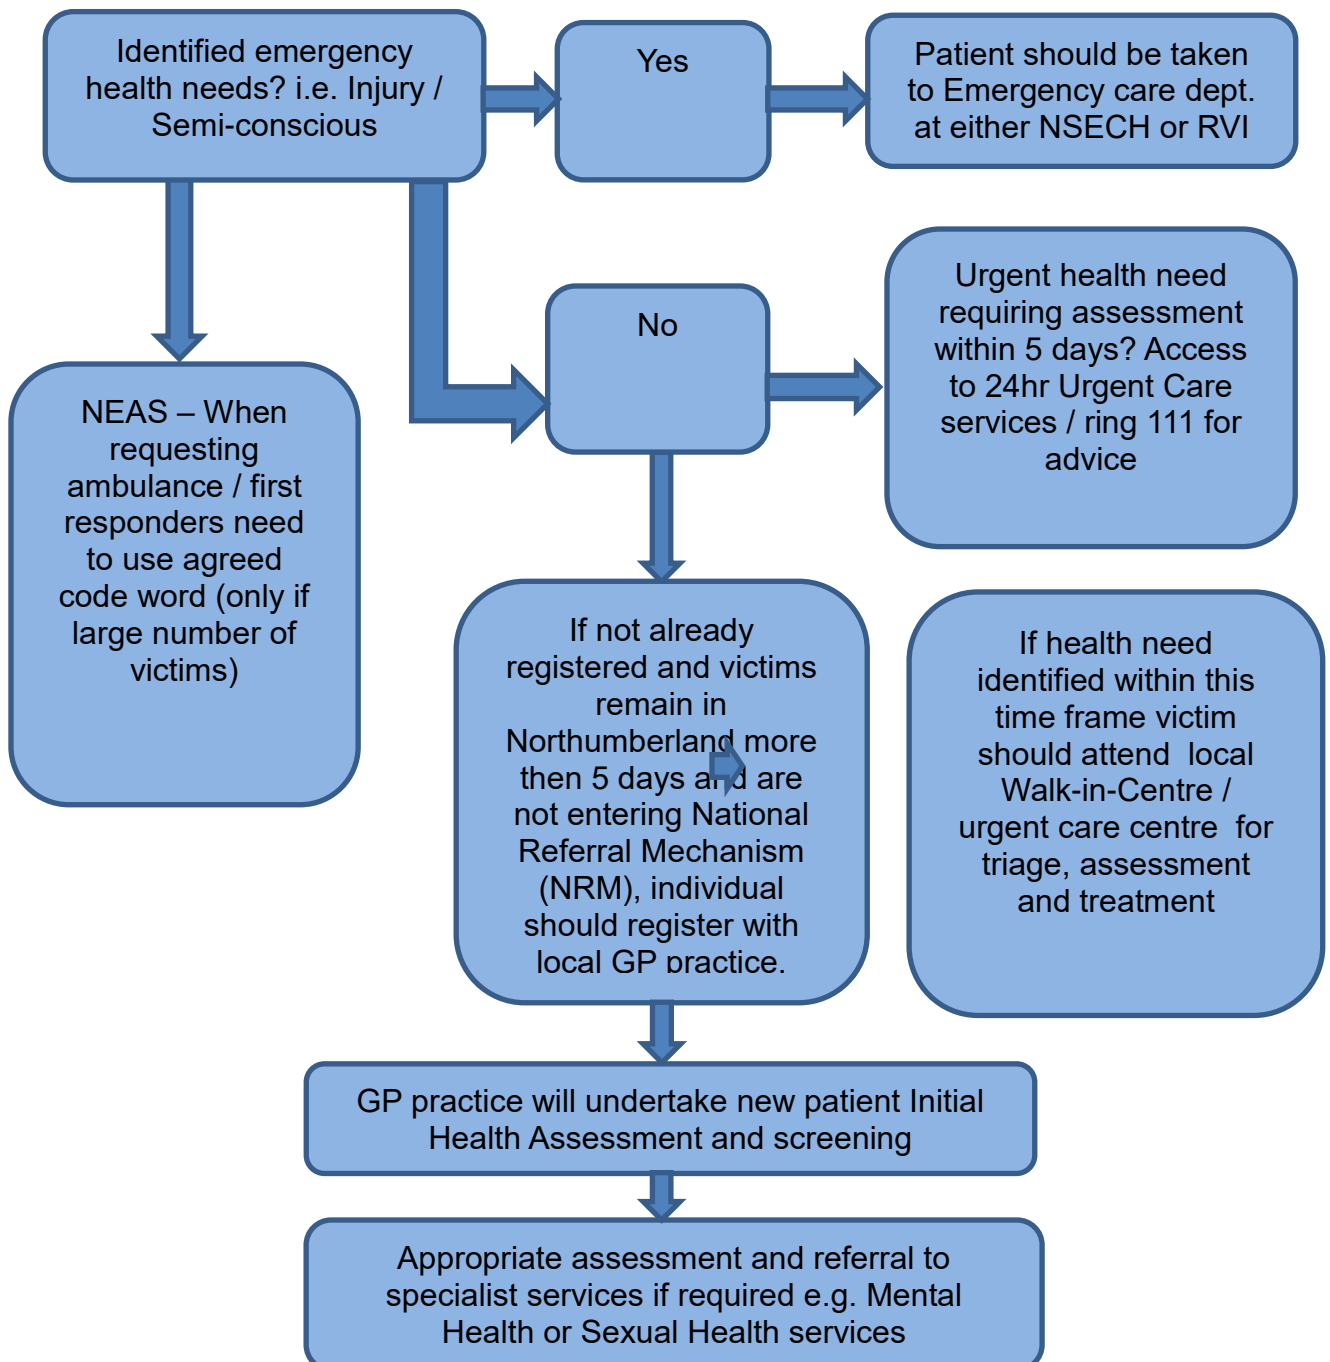 Identified emergency
health needs? i.e. Injury /
Semi-conscious
Yes
Patient should be taken
to Emergency care dept.
at either NSECH or RVI
No
Urgent health need
requiring assessment
within 5 days? Access
to 24hr Urgent Care
services / ring 111 for
advice
NEAS – When
requesting
ambulance / first
responders need
to use agreed
code word (only if
large number of
victims)
If not already
registered and victims
remain in
Northumberland more
then 5 days and are
not entering National
Referral Mechanism
(NRM), individual
should register with
local GP practice.
If health need
identified within this
time frame victim
should attend  local
Walk-in-Centre /
urgent care centre  for
triage, assessment
and treatment
GP practice will undertake new patient Initial
Health Assessment and screening
Appropriate assessment and referral to
specialist services if required e.g. Mental
Health or Sexual Health services